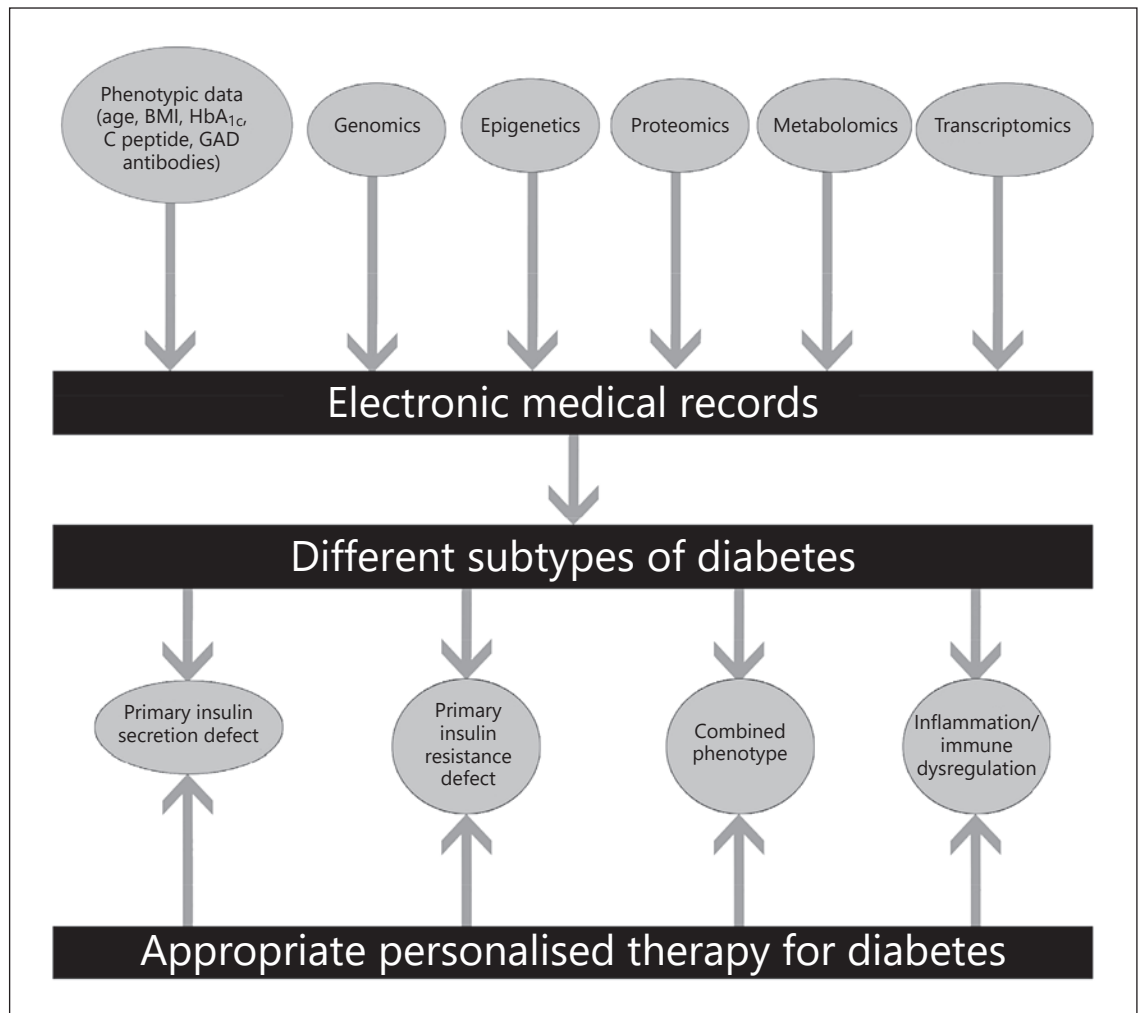 Phenotypic data
(age, BMI, HbA1c,
C peptide, GAD
antibodies)
Genomics
Epigenetics
Proteomics
Metabolomics
Transcriptomics
Electronic medical records
Different subtypes of diabetes
Primary insulin
secretion defect
Primary
insulin
resistance
defect
Combined
phenotype
Inflammation/
immune
dysregulation
Appropriate personalised therapy for diabetes